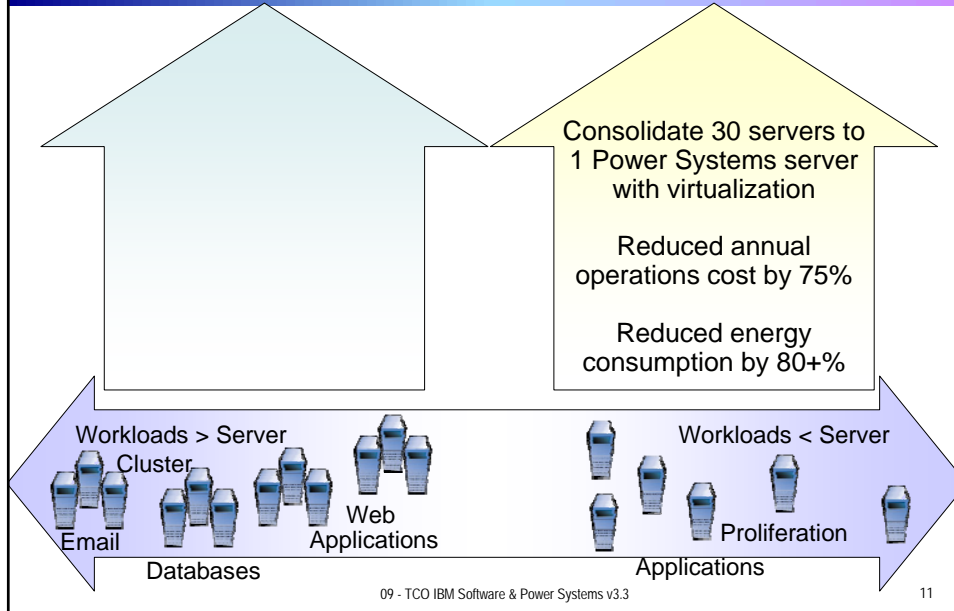 Consolidate 30 servers to
1 Power Systems server
with virtualization
Reduced annual
operations cost by 75%
Reduced energy
consumption by 80+%
Workloads > Server
Cluster
Email
Databases
Web
Applications
Workloads < Server
Proliferation
Applications
09 - TCO IBM Software & Power Systems v3.3
11